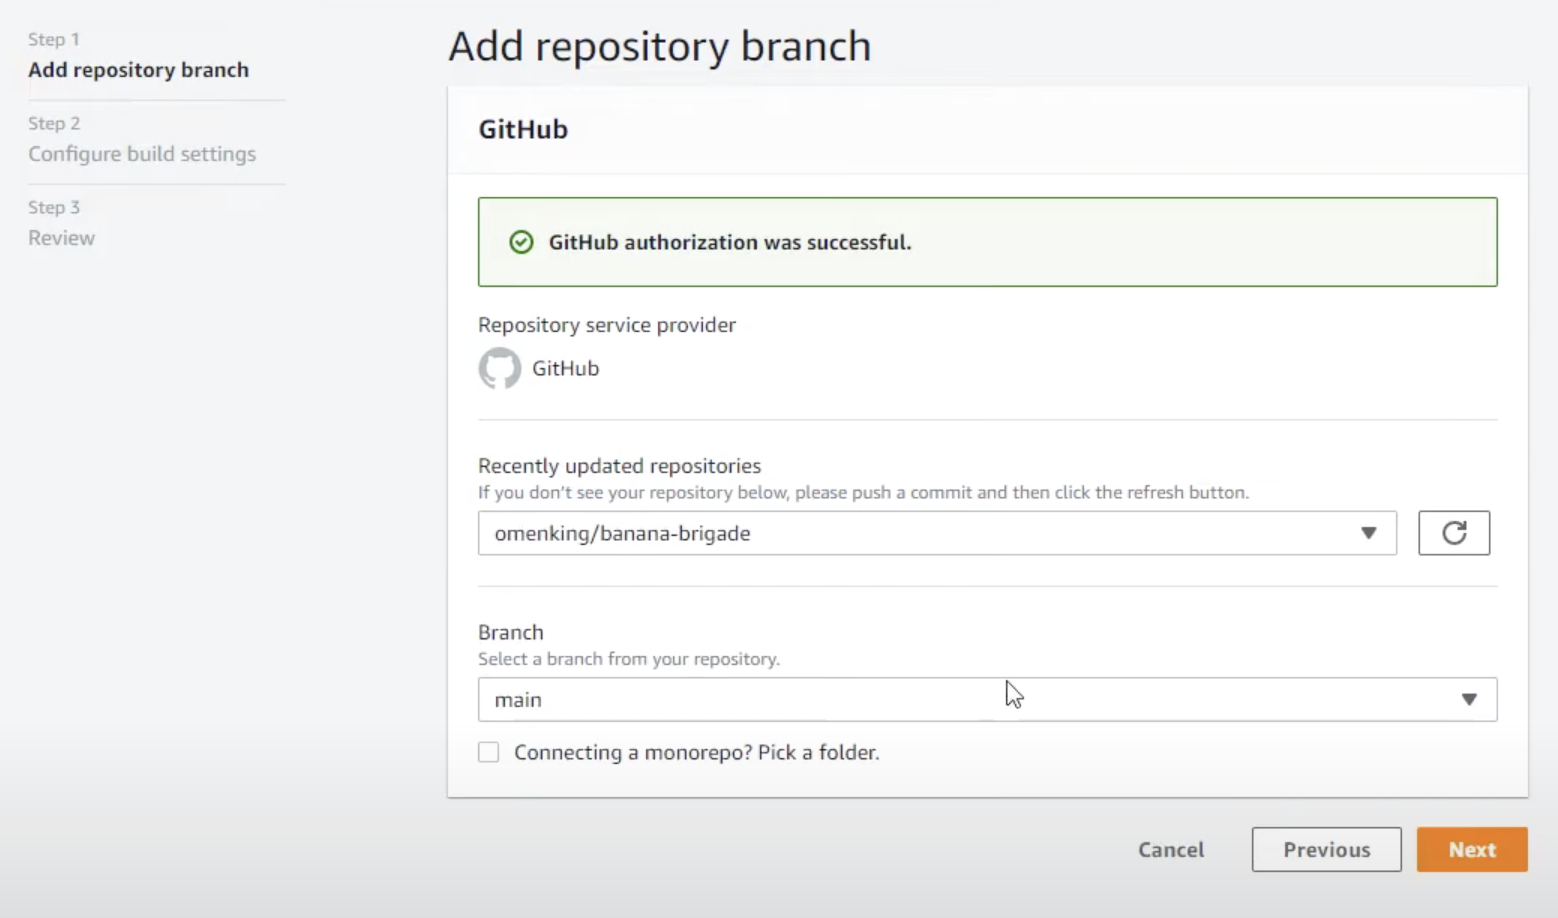 Step 1
Add repository branch
Step 2
Configure build settings
Step 3
Review
Add repository branch
GitHub
GitHub authorization was successful.
Repository service provider
GitHub
Recently updated repositories
If you don't see your repository below, please push a commit and then click the refresh button.
omenking/banana-brigade
Branch
Select a branch from your repository.
main
Connecting a monorepo? Pick a folder.
Cancel
Previous
Next